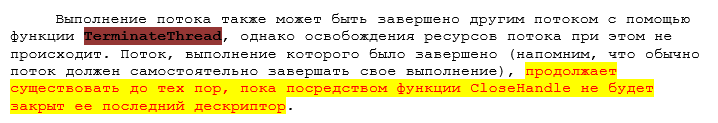 Выполнение потока также может быть завершено другим потоком с помощью
функции TerminateThread, однако освобождения ресурсов потока при этом не
происходит. Поток, выполнение которого было завершено (напомним, что обычно
поток должен самостоятельно завершать свое выполнение), продолжает
существовать до тех пор, пока посредством функции CloseHandle не будет
закрыт ее последний дескриптор.